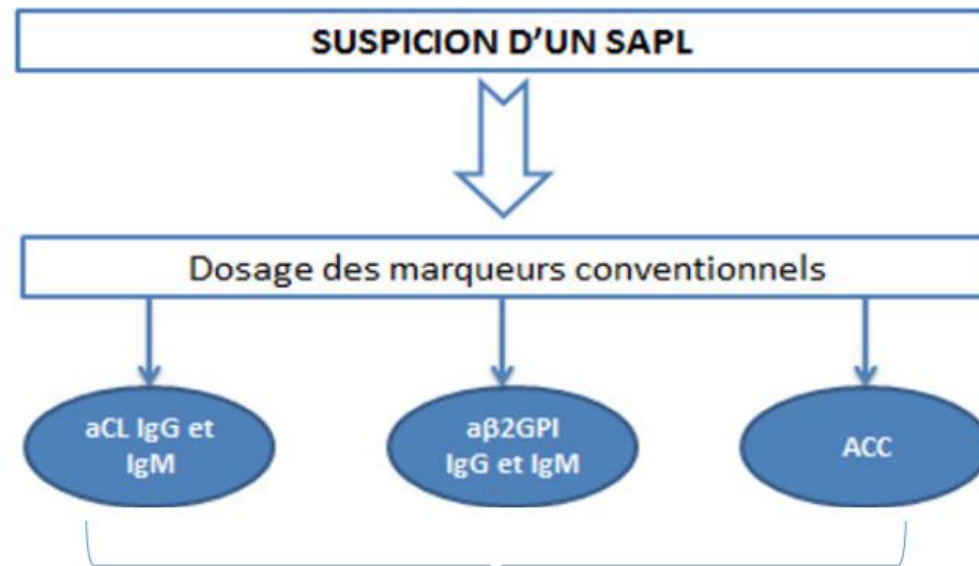 SUSPICION D'UN SAPL
Dosage des marqueurs conventionnels
aCL IgG et
IgM
aβ2GPI
IgG et IgM
ACC